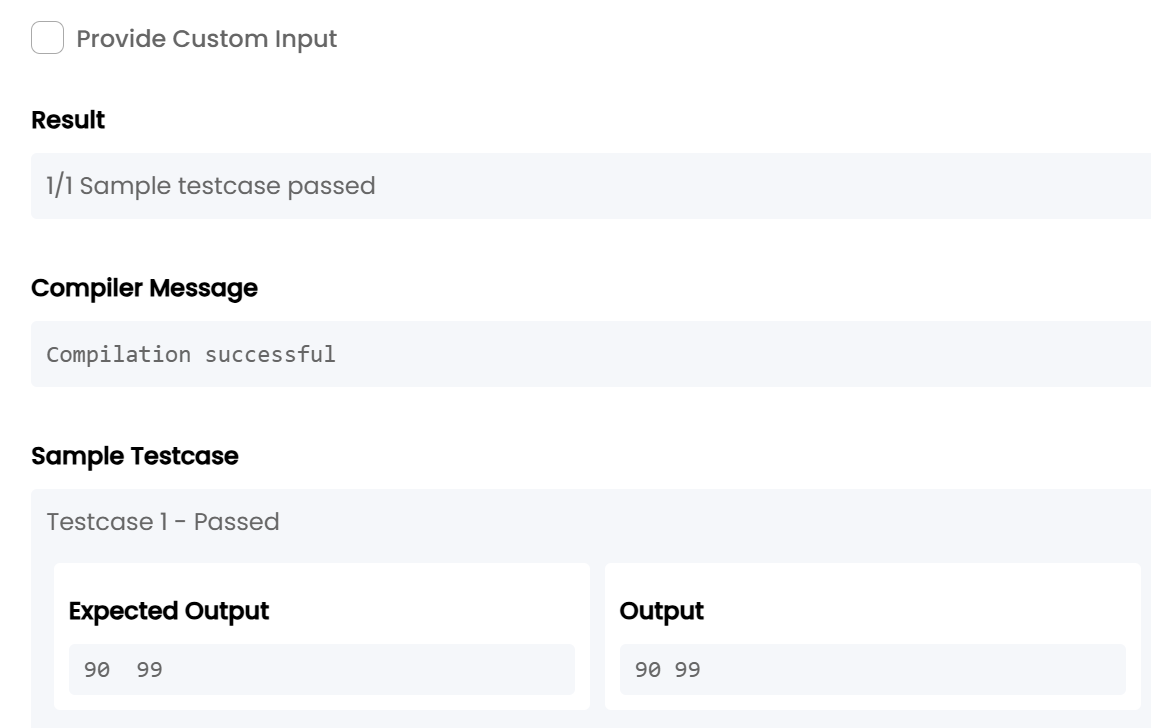 Provide Custom Input
Result
1/1 Sample testcase passed
Compiler Message
Compilation successful
Sample Testcase
Testcase 1 - Passed
Expected Output
90  99
Output
90 99